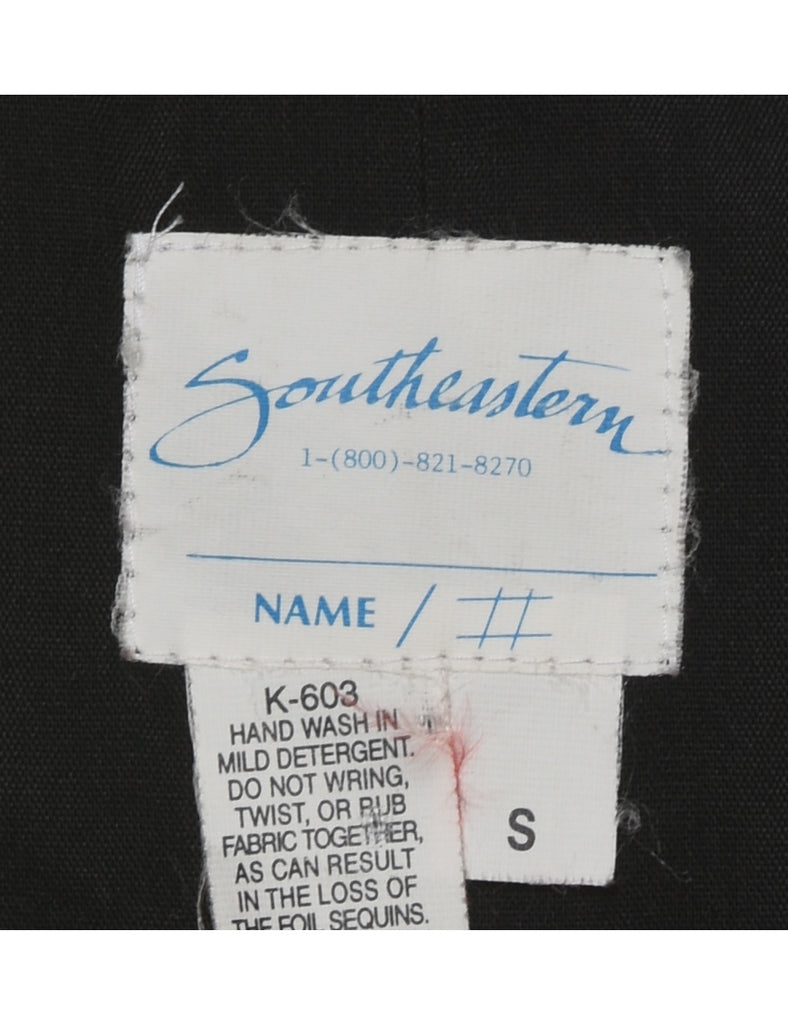 Southeastern
1-(800)-821-8270
NAME / #
K-603
HAND WASH IN
MILD DETERGENT.
DO NOT WRING,
TWIST, OR RUB
FABRIC TOGETHER,
AS CAN RESULT
IN THE LOSS OF
THE FOIL SEQUINS.
S